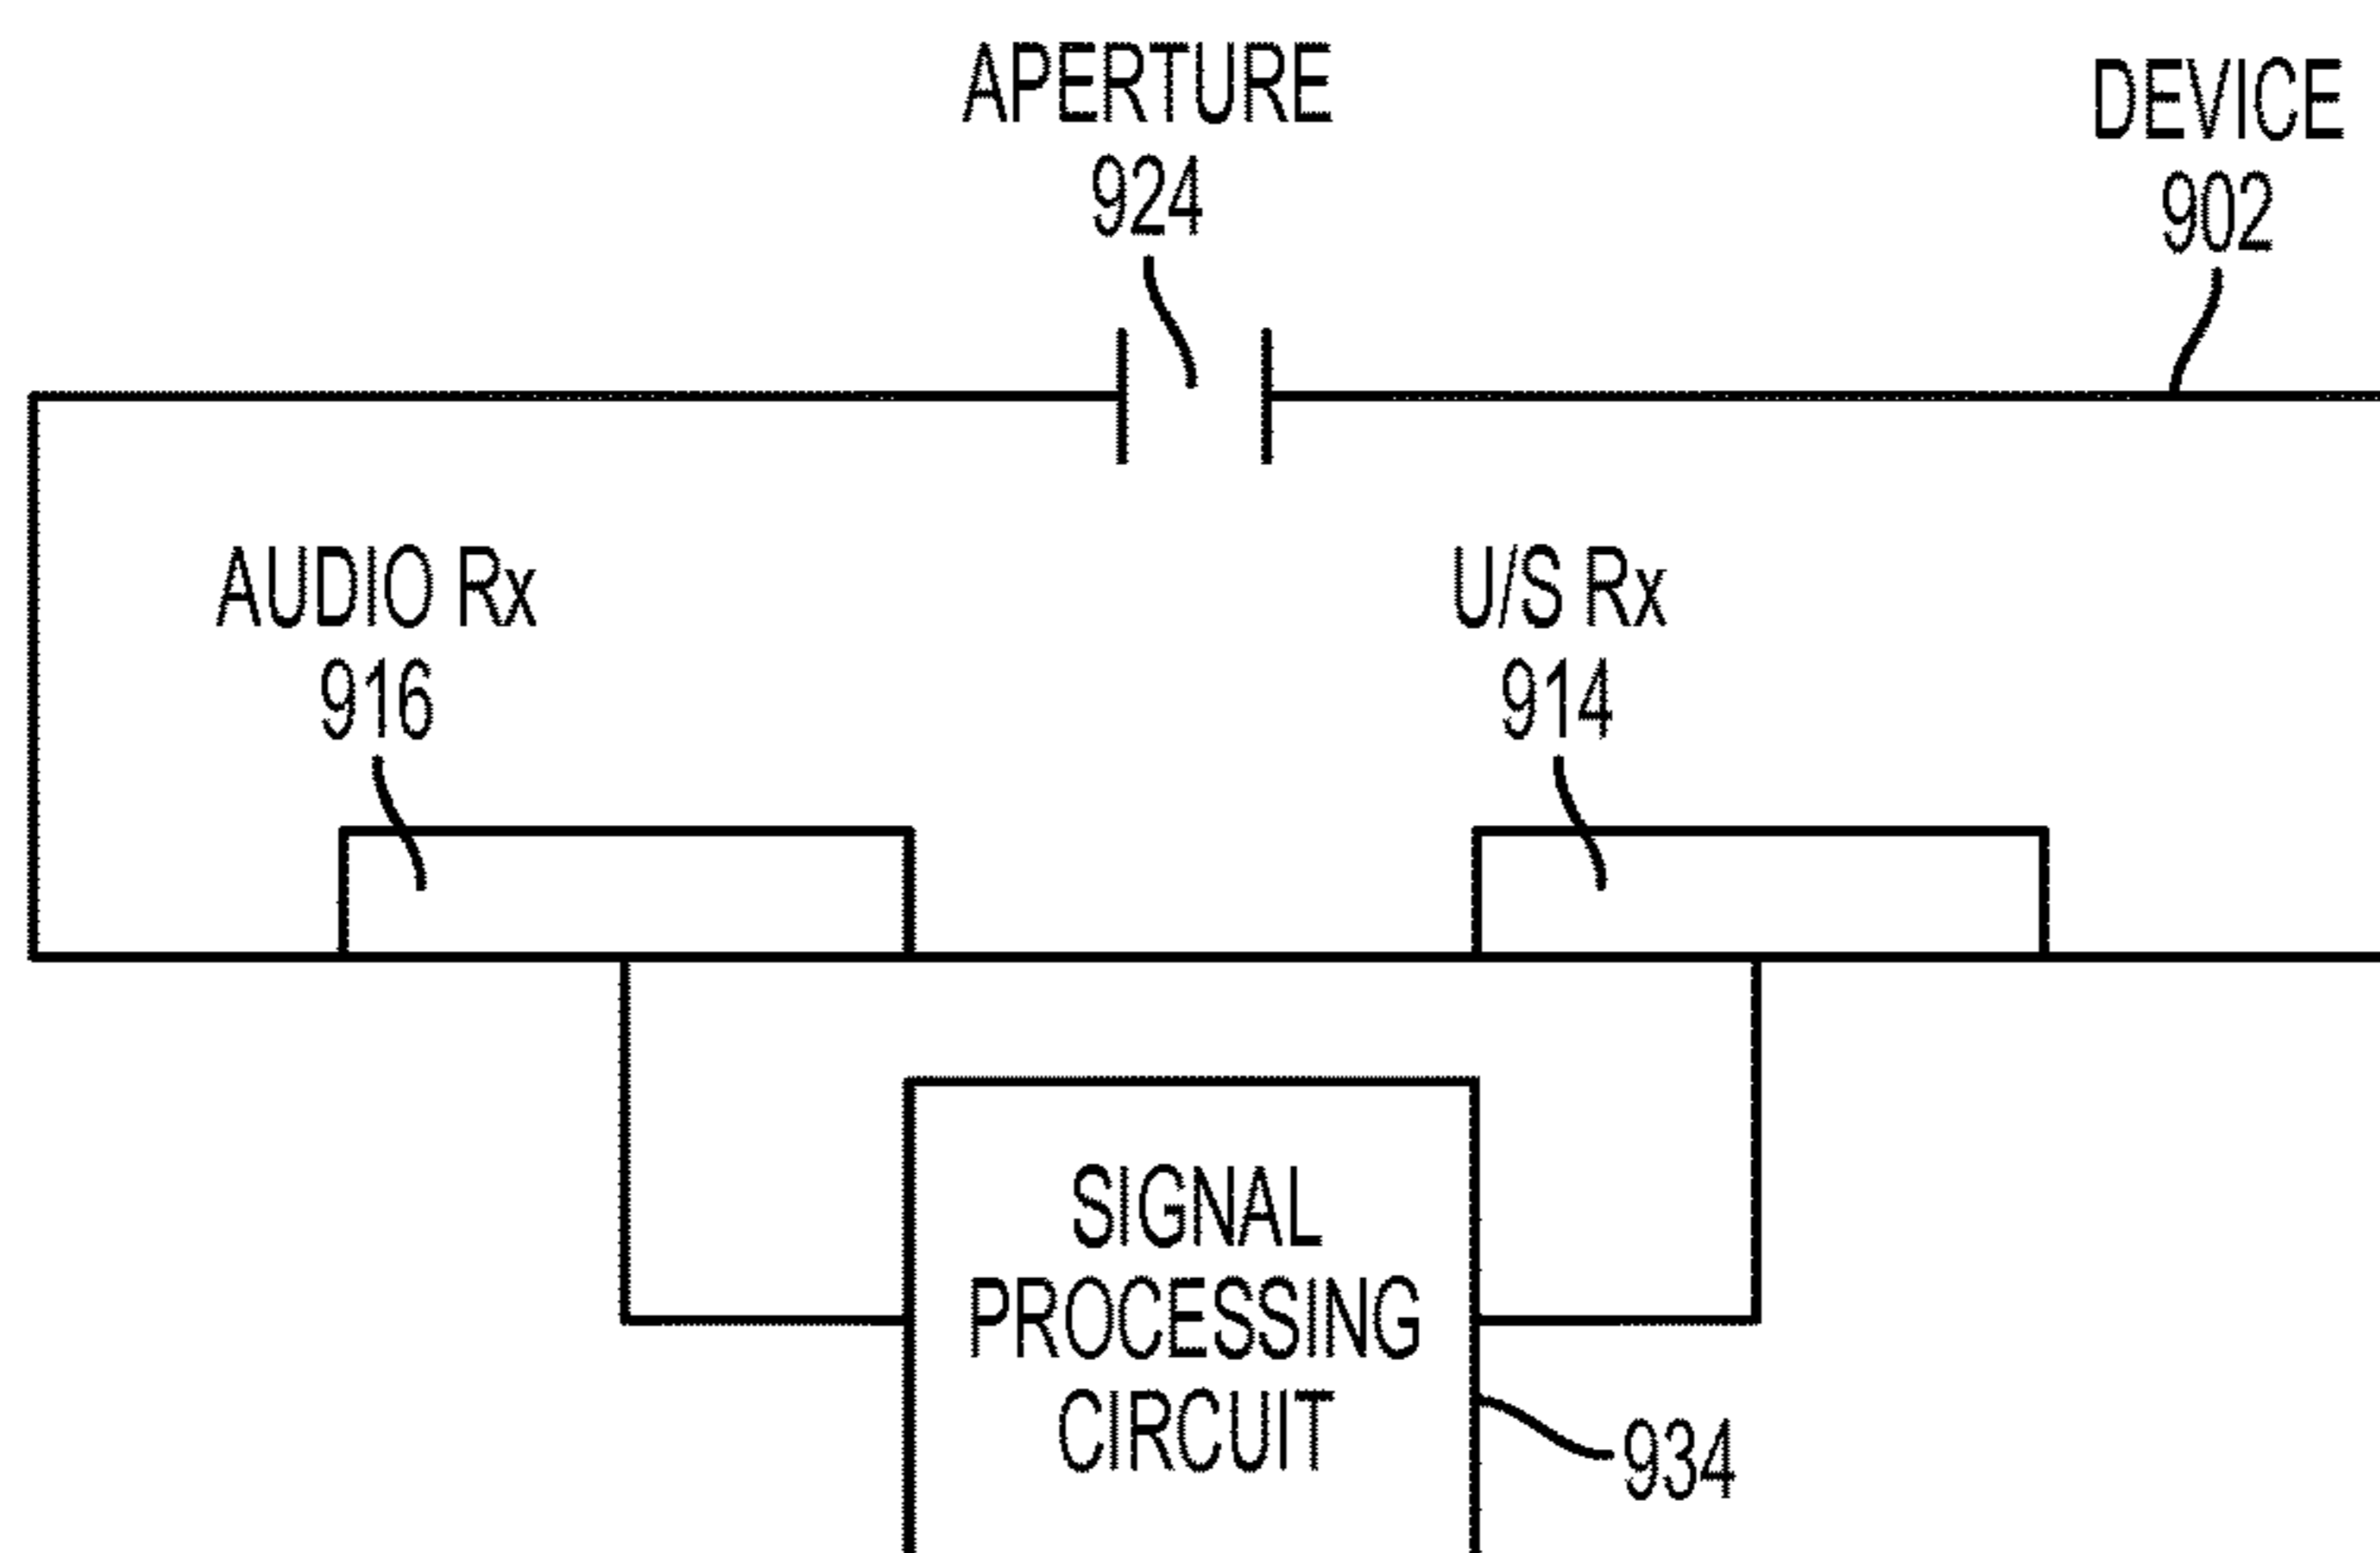 APERTURE
924
DEVICE
902
AUDIO Rx
916
U/S Rx
914
SIGNAL
PROCESSING
CIRCUIT
934